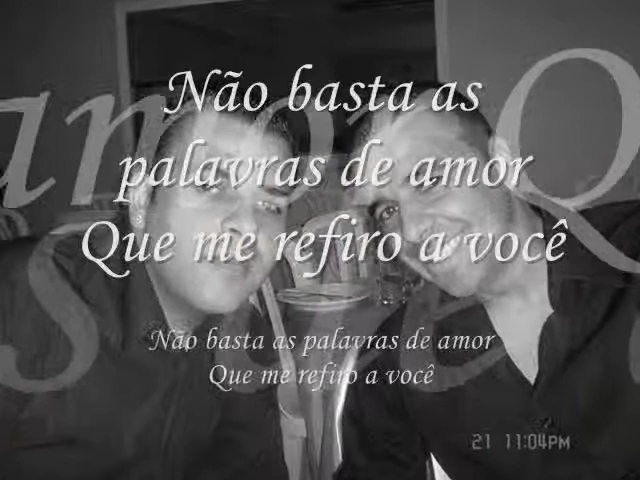 Não basta as
palavras de amor
Que me refiro a você
Não basta as palavras de amor
Que me refiro a você
21 11:04PM